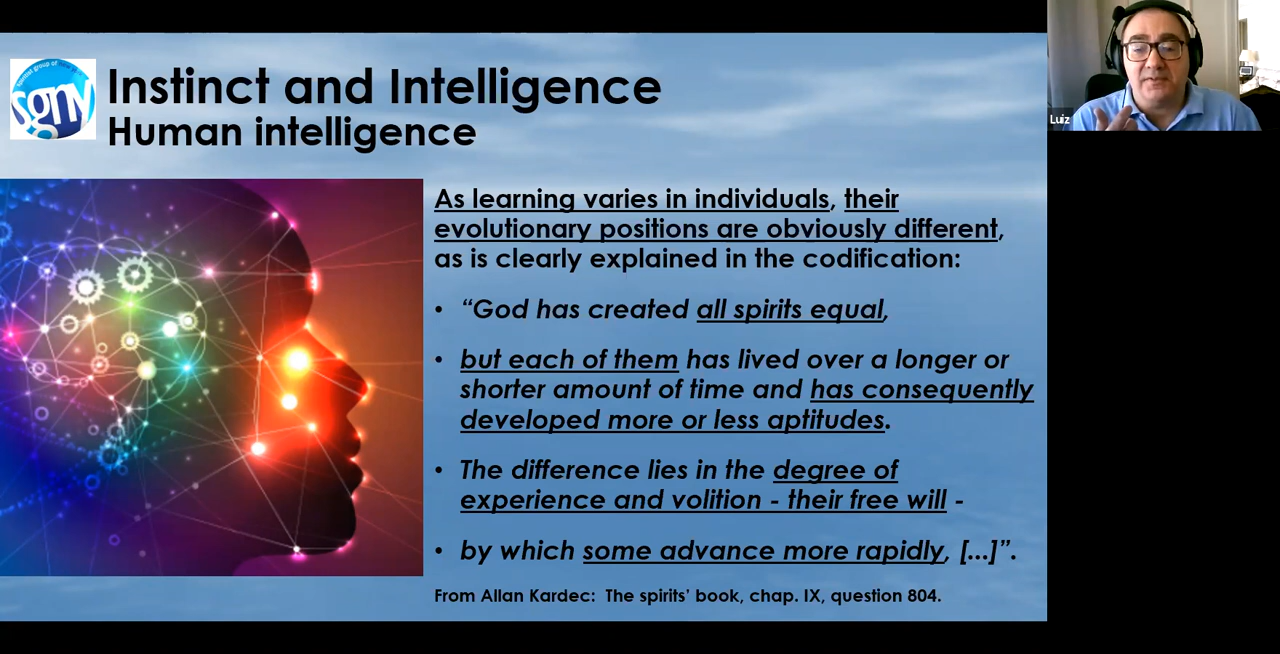 sgny
Instinct and Intelligence
Human intelligence
As learning varies in individuals, their
evolutionary positions are obviously different,
as is clearly explained in the codification:
• “God has created all spirits equal,
• but each of them has lived over a longer or
shorter amount of time and has consequently
developed more or less aptitudes.
• The difference lies in the degree of
experience and volition - their free will -
• by which some advance more rapidly, [...]”.
From Allan Kardec: The spirits’ book, chap. IX, question 804.
Luiz